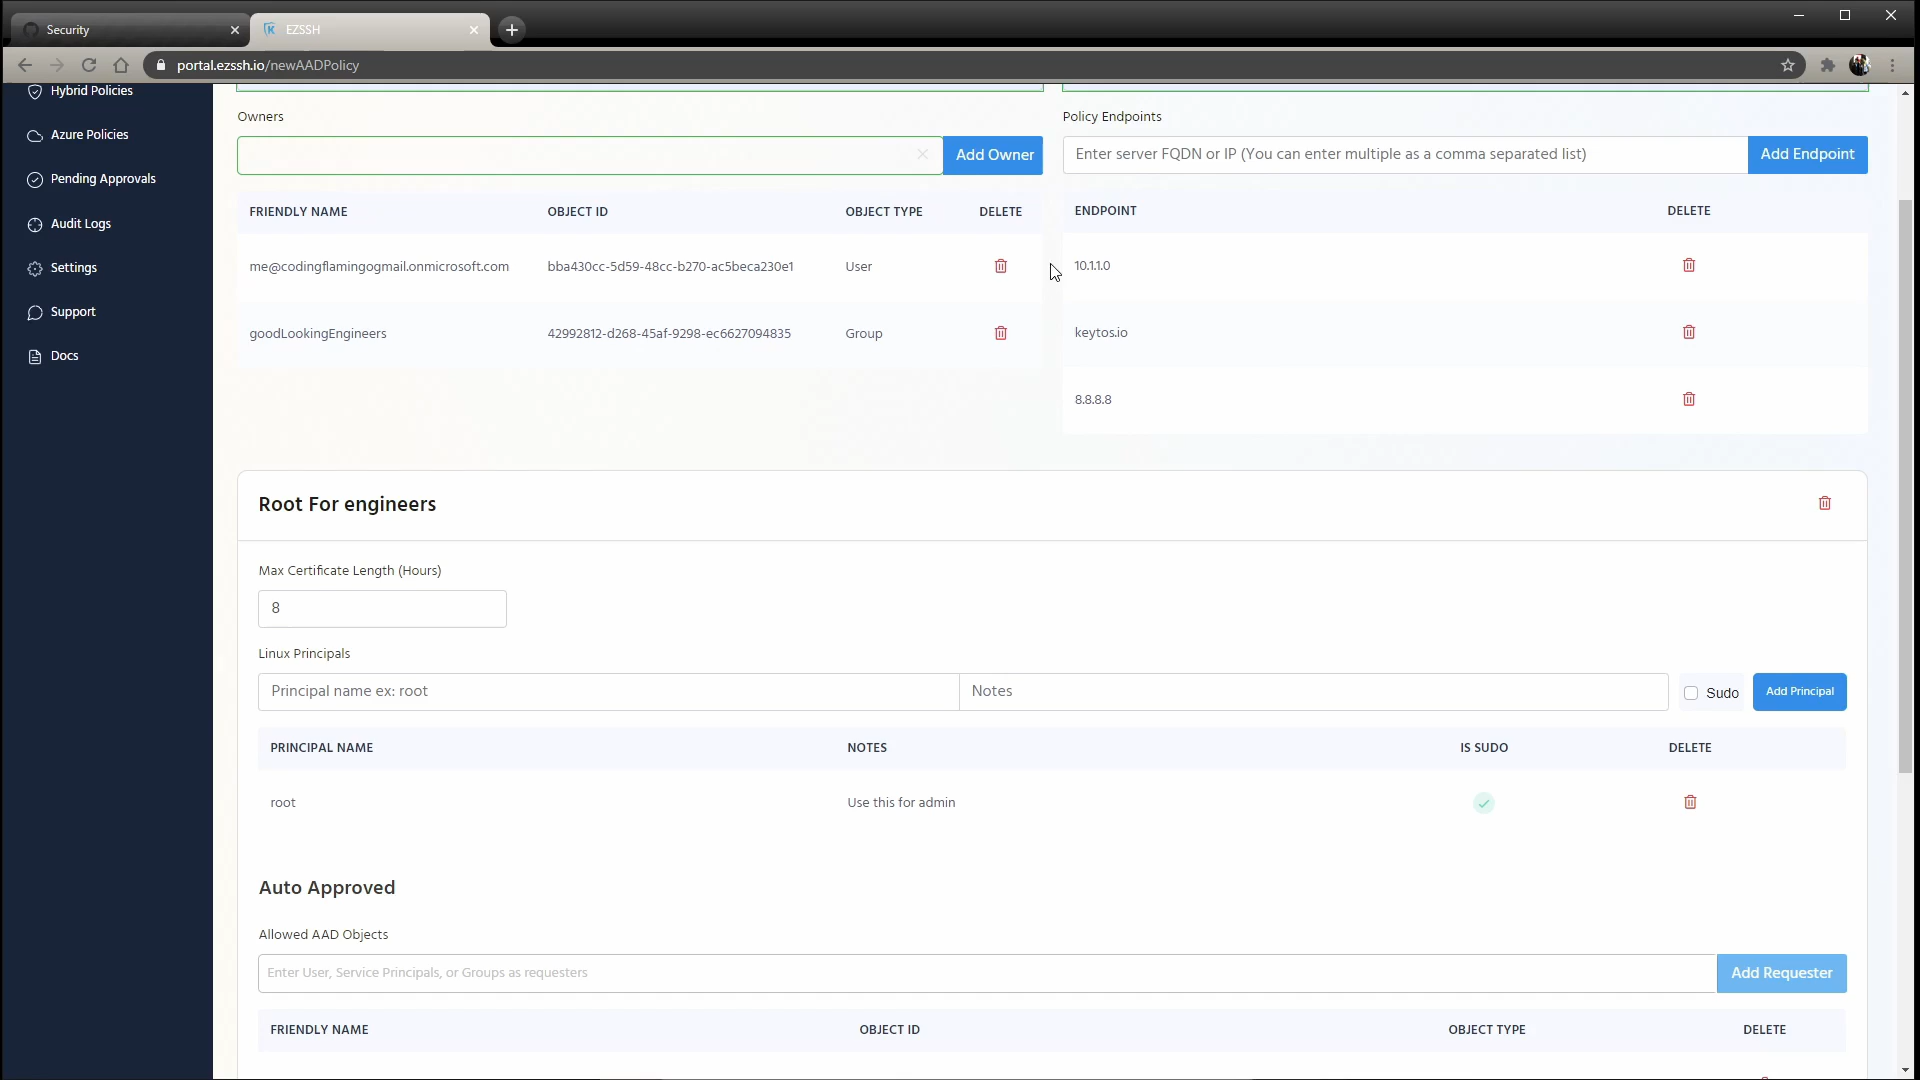 Security
EZSSH
portal.ezssh.io/newAADPolicy
Hybrid Policies
Azure Policies
Pending Approvals
Audit Logs
Settings
Support
Docs
Owners
Add Owner
FRIENDLY NAME OBJECT ID OBJECT TYPE DELETE
me@codingflamingogmail.onmicrosoft.com bba430cc-5d59-48cc-b270-ac5beca230e1 User
goodLookingEngineers 42992812-d268-45af-9298-ec6627094835 Group
Policy Endpoints
Enter server FQDN or IP (You can enter multiple as a comma separated list) Add Endpoint
ENDPOINT DELETE
10.1.1.0
keytos.io
8.8.8.8
Root For engineers
Max Certificate Length (Hours)
8
Linux Principals
Principal name ex: root Notes Sudo Add Principal
PRINCIPAL NAME NOTES IS SUDO DELETE
root Use this for admin
Auto Approved
Allowed AAD Objects
Enter User, Service Principals, or Groups as requesters Add Requester
FRIENDLY NAME OBJECT ID OBJECT TYPE DELETE